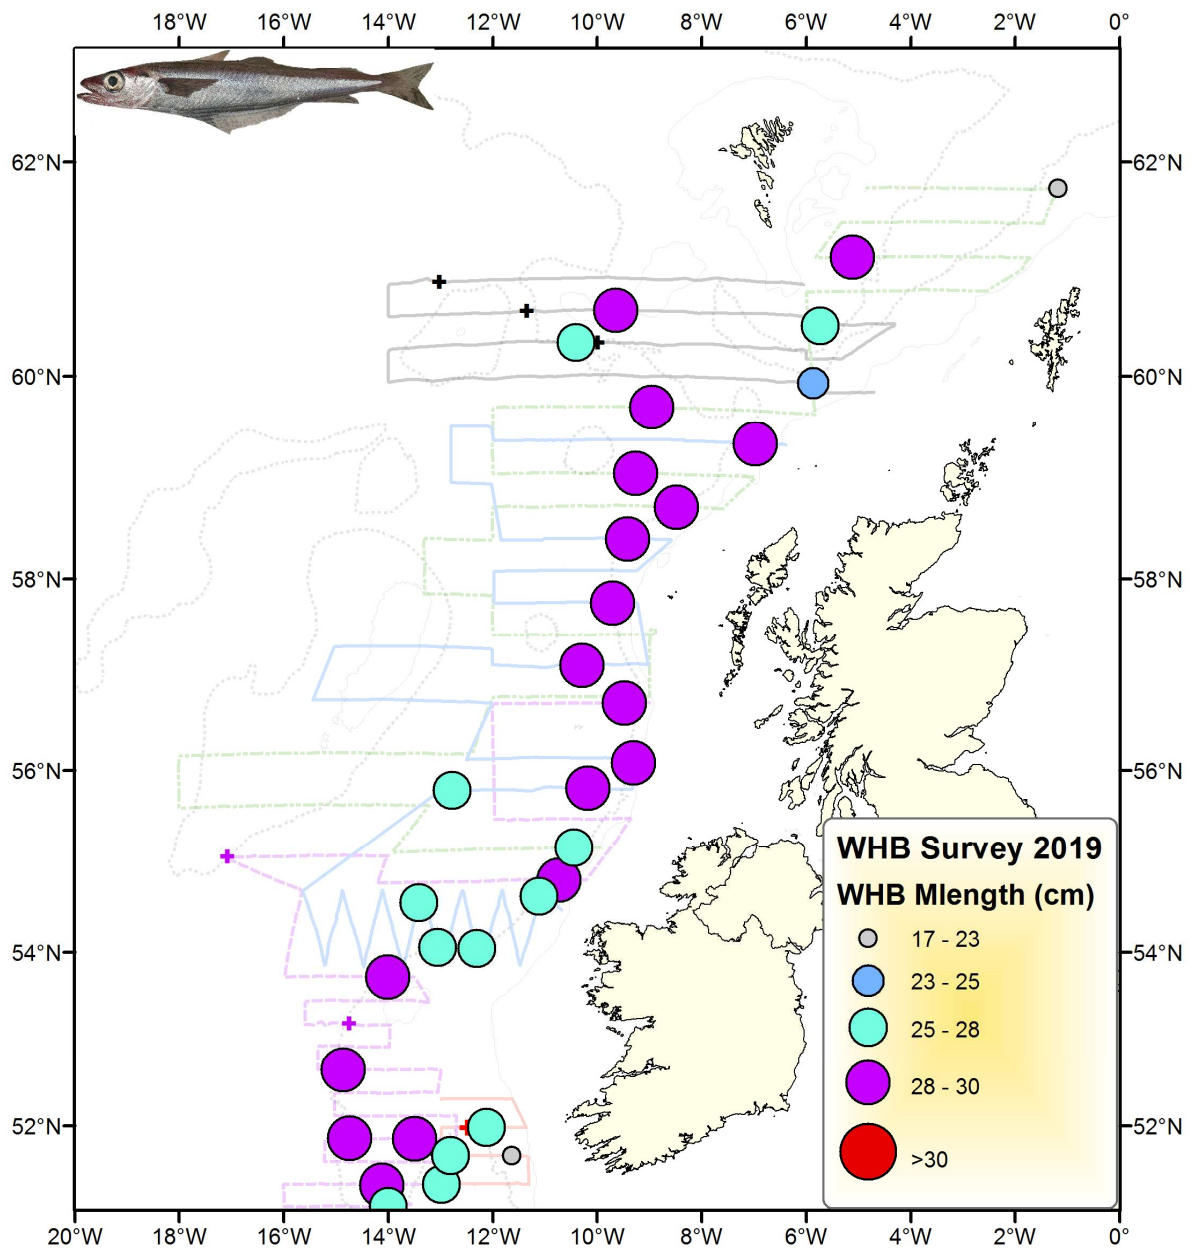 18°W 16°W 14°W 12°W 10°W 8°W 6°W 4°W 2°W 0°
62°N 62°N
60°N 60°N
58°N 58°N
56°N 56°N
WHB Survey 2019
WHB Mlength (cm)
17 - 23
54°N 54°N
23 - 25
25 - 28
28 - 30
52°N 52°N
>30
20°W 18°W 16°W 14°W 12°W 10°W 8°W 6°W 4°W 2°W 0°